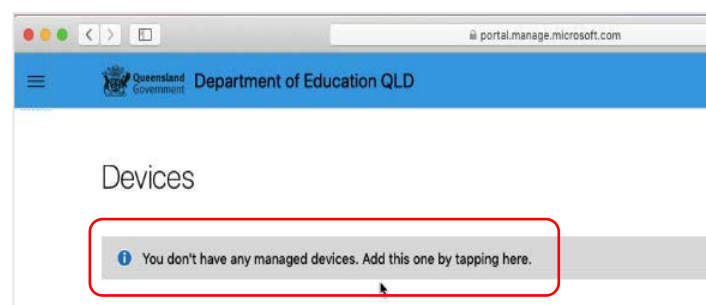 portal.manage.microsoft.com
Queensland Government Department of Education QLD
Devices
You don't have any managed devices. Add this one by tapping here.